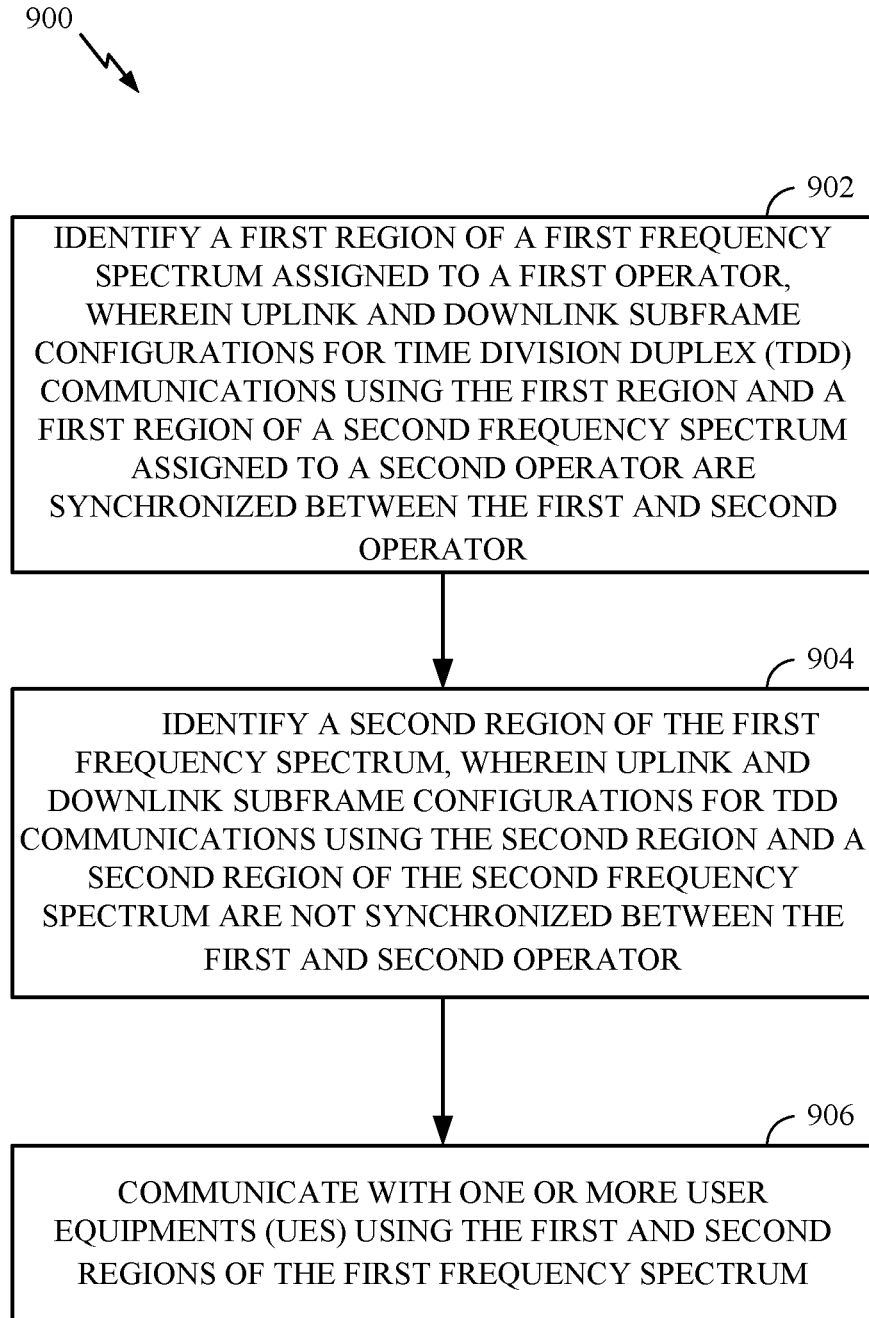 900
902
IDENTIFY A FIRST REGION OF A FIRST FREQUENCY
SPECTRUM ASSIGNED TO A FIRST OPERATOR,
WHEREIN UPLINK AND DOWNLINK SUBFRAME
CONFIGURATIONS FOR TIME DIVISION DUPLEX (TDD)
COMMUNICATIONS USING THE FIRST REGION AND A
FIRST REGION OF A SECOND FREQUENCY SPECTRUM
ASSIGNED TO A SECOND OPERATOR ARE
SYNCHRONIZED BETWEEN THE FIRST AND SECOND
OPERATOR
904
IDENTIFY A SECOND REGION OF THE FIRST
FREQUENCY SPECTRUM, WHEREIN UPLINK AND
DOWNLINK SUBFRAME CONFIGURATIONS FOR TDD
COMMUNICATIONS USING THE SECOND REGION AND A
SECOND REGION OF THE SECOND FREQUENCY
SPECTRUM ARE NOT SYNCHRONIZED BETWEEN THE
FIRST AND SECOND OPERATOR
906
COMMUNICATE WITH ONE OR MORE USER
EQUIPMENTS (UES) USING THE FIRST AND SECOND
REGIONS OF THE FIRST FREQUENCY SPECTRUM